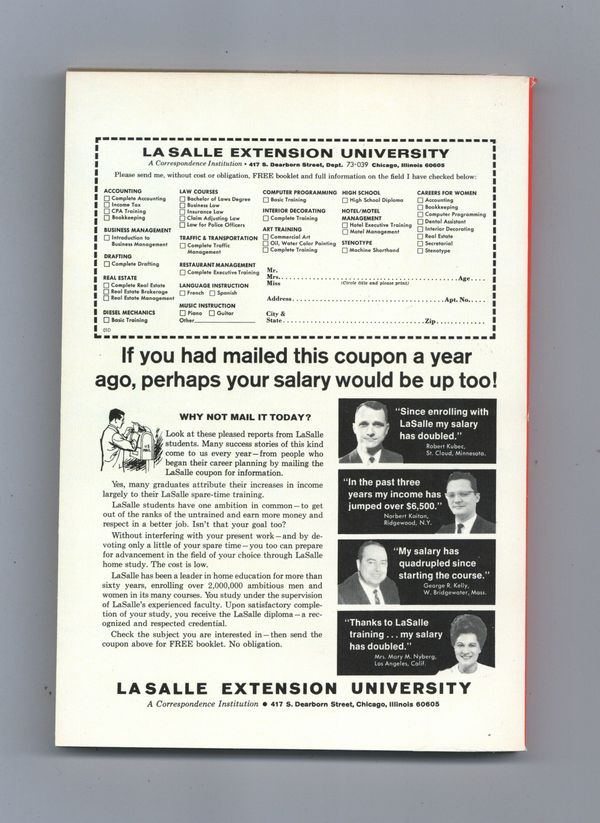 LA SALLE EXTENSION UNIVERSITY
A Correspondence Institution • 417 S. Dearborn Street, Dept. 73-039 Chicago, Illinois 60605
Please send me, without cost or obligation, FREE booklet and full information on the field I have checked below:
ACCOUNTING
Complete Accounting
Income Tax
CPA Training
Bookkeeping
BUSINESS MANAGEMENT
Introduction to
Business Management
DRAFTING
Complete Drafting
REAL ESTATE
Complete Real Estate
Real Estate Brokerage
Real Estate Management
DIESEL MECHANICS
Basic Training
01D
LAW COURSES
Bachelor of Laws Degree
Business Law
Insurance Law
Claim Adjusting Law
Law for Police Officers
TRAFFIC & TRANSPORTATION
Complete Traffic
Management
RESTAURANT MANAGEMENT
Complete Executive Training
LANGUAGE INSTRUCTION
French Spanish
MUSIC INSTRUCTION
Piano Guitar
Other
COMPUTER PROGRAMMING
Basic Training
INTERIOR DECORATING
Complete Training
ART TRAINING
Commercial Art
Oil, Water Color Painting
Complete Training
HIGH SCHOOL
High School Diploma
HOTEL/MOTEL
MANAGEMENT
Hotel Executive Training
Motel Management
STENOTYPE
Machine Shorthand
CAREERS FOR WOMEN
Accounting
Bookkeeping
Computer Programming
Dental Assistant
Interior Decorating
Real Estate
Secretarial
Stenotype
Mr.
Mrs. Age
Miss (Circle title and please print)
Address Apt. No.
City &
State Zip
If you had mailed this coupon a year
ago, perhaps your salary would be up too!
WHY NOT MAIL IT TODAY?
Look at these pleased reports from LaSalle
students. Many success stories of this kind
come to us every year—from people who
began their career planning by mailing the
LaSalle coupon for information.
Yes, many graduates attribute their increases in income
largely to their LaSalle spare-time training.
LaSalle students have one ambition in common—to get
out of the ranks of the untrained and earn more money and
respect in a better job. Isn't that your goal too?
Without interfering with your present work—and by de-
voting only a little of your spare time—you too can prepare
for advancement in the field of your choice through LaSalle
home study. The cost is low.
LaSalle has been a leader in home education for more than
sixty years, enrolling over 2,000,000 ambitious men and
women in its many courses. You study under the supervision
of LaSalle's experienced faculty. Upon satisfactory comple-
tion of your study, you receive the LaSalle diploma—a rec-
ognized and respected credential.
Check the subject you are interested in—then send the
coupon above for FREE booklet. No obligation.
"Since enrolling with
LaSalle my salary
has doubled."
Robert Kubec,
St. Cloud, Minnesota.
"In the past three
years my income has
jumped over $6,500."
Norbert Kaitan,
Ridgewood, N.Y.
"My salary has
quadrupled since
starting the course."
George R. Kelly,
W. Bridgewater, Mass.
"Thanks to LaSalle
training . . . my salary
has doubled."
Mrs. Mary M. Nyberg,
Los Angeles, Calif.
LA SALLE EXTENSION UNIVERSITY
A Correspondence Institution • 417 S. Dearborn Street, Chicago, Illinois 60605